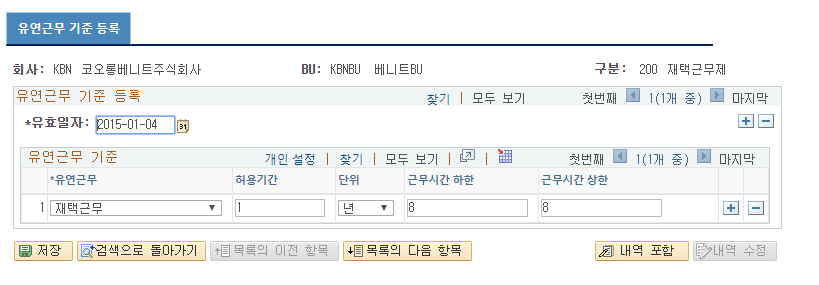 유연근무 기준 등록
회사: KBN 코오롱베니트주식회사 BU: KBNBU 베니트BU 구분: 200 재택근무제
유연근무 기준 등록 찾기 | 모두 보기 첫번째 1(1개 중) 마지막
*유효일자: 2015-01-04 31
유연근무 기준 개인 설정 | 찾기 | 모두 보기 | | 첫번째 1(1개 중) 마지막
*유연근무 허용기간 단위 근무시간 하한 근무시간 상한
1 재택근무 1 년 8 8
저장 검색으로 돌아가기 목록의 이전 항목 목록의 다음 항목 내역 포함 내역 수정